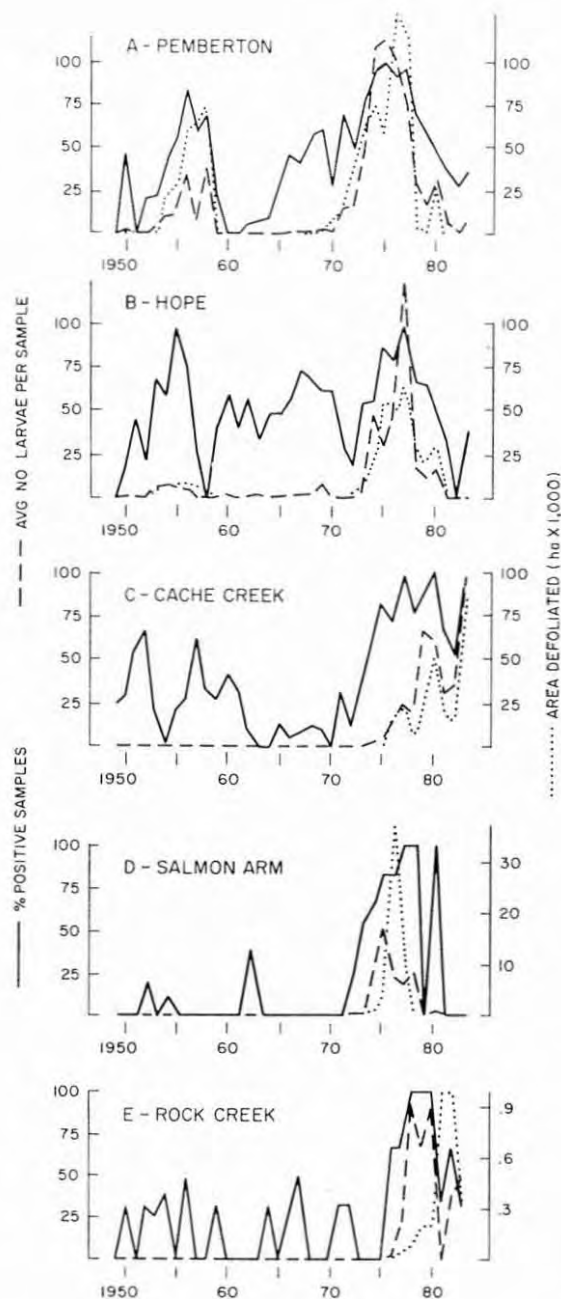 A - PEMBERTON
100 75 50 25
100 75 50 25
1950 60 70 80
B - HOPE
100 75 50 25
100 75 50 25
1950 60 70 80
C - CACHE CREEK
100 75 50 25
100 75 50 25
1950 60 70 80
D - SALMON ARM
100 75 50 25
30 20 10
1950 60 70 80
E - ROCK CREEK
100 75 50 25
.9 .6 .3
1950 60 70 80
% POSITIVE SAMPLES
AVG NO LARVAE PER SAMPLE
AREA DEFOLIATED (ha X 1,000)